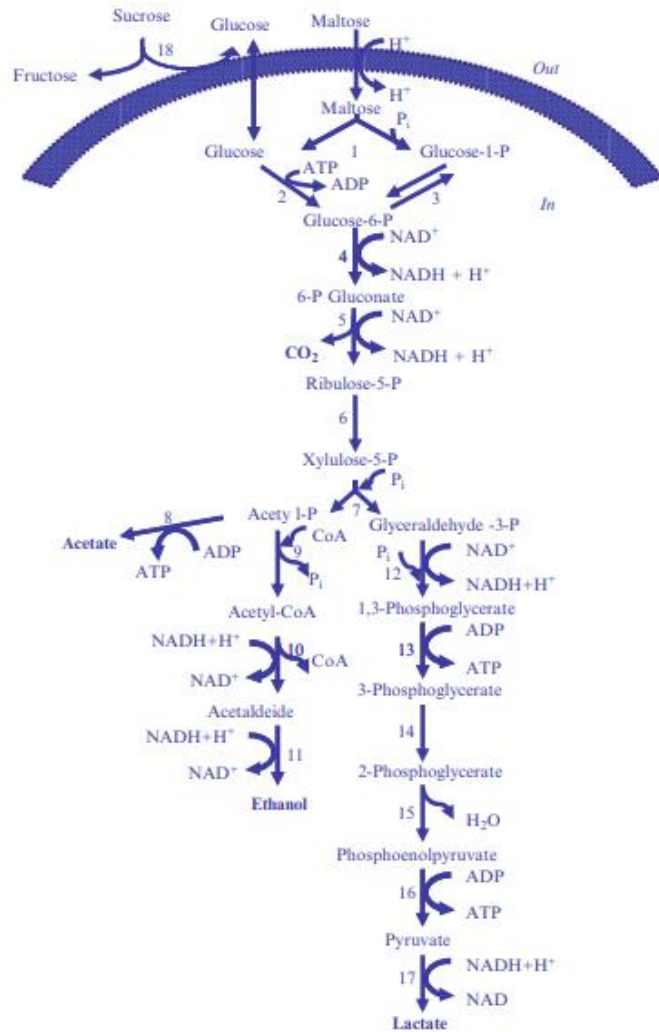 Sucrose
Glucose
Maltose
18
H⁺
Fructose
Out
H⁺
Maltose
Pᵢ
Glucose
1
Glucose-1-P
ATP
ADP
2
3
In
Glucose-6-P
NAD⁺
4
NADH + H⁺
6-P Gluconate
5
NAD⁺
CO₂
NADH + H⁺
Ribulose-5-P
6
Xylulose-5-P
Pᵢ
7
8
Acetyl-P
Glyceraldehyde -3-P
Acetate
ADP
ATP
CoA
9
Pᵢ
Pᵢ
NAD⁺
12
NADH+H⁺
Acetyl-CoA
1,3-Phosphoglycerate
NADH+H⁺
10
CoA
NAD⁺
ADP
13
ATP
Acetaldeide
3-Phosphoglycerate
NADH+H⁺
11
NAD⁺
14
Ethanol
2-Phosphoglycerate
15
H₂O
Phosphoenolpyruvate
ADP
16
ATP
Pyruvate
NADH+H⁺
17
NAD
Lactate